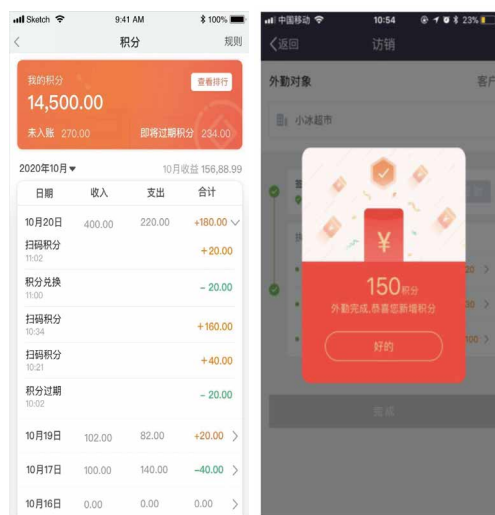 Sketch 9:41 AM 100%
积分 规则
我的积分 查看排行
14,500.00
未入账 270.00 即将过期积分 234.00
2020年10月 10月收益 156,88.99
日期 收入 支出 合计
10月20日 400.00 220.00 +180.00
扫码积分 +20.00
11:02
积分兑换 - 20.00
11:00
扫码积分 +160.00
10:34
扫码积分 +40.00
10:21
积分过期 - 20.00
10:02
10月19日 102.00 82.00 +20.00
10月17日 100.00 140.00 -40.00
10月16日 0.00 0.00 0.00
中国移动 10:54 23%
返回 访销
外勤对象 客户
小冰超市
¥
150积分
外勤完成,恭喜您新增积分
好的
完成